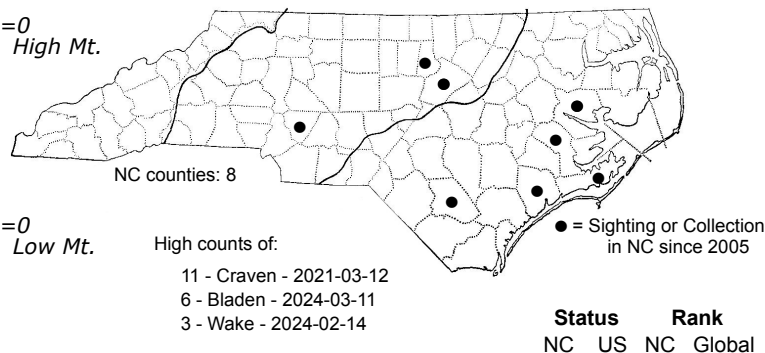 =0
High Mt.
NC counties: 8
=0
Low Mt.
High counts of:
11 - Craven - 2021-03-12
6 - Bladen - 2024-03-11
3 - Wake - 2024-02-14
= Sighting or Collection
in NC since 2005
Status Rank
NC US NC Global